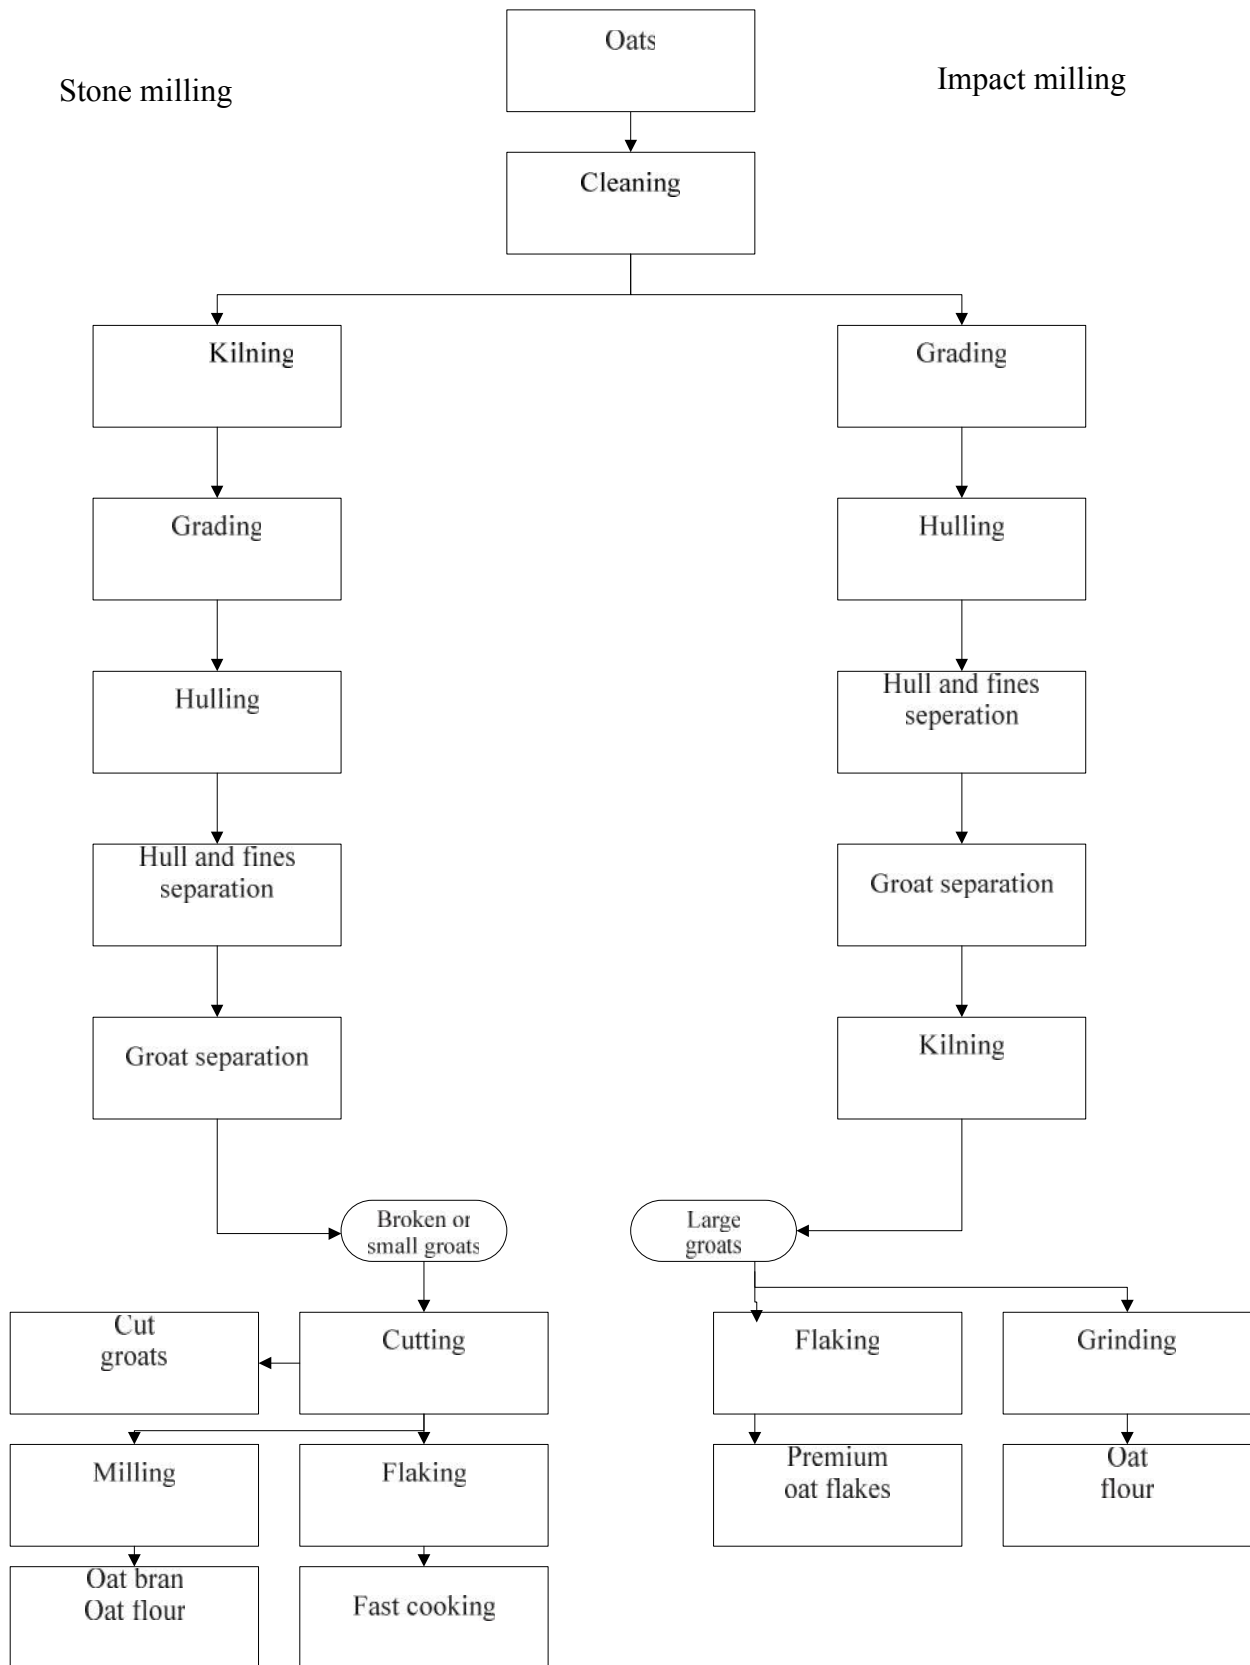 Oats
Stone milling
Impact milling
Cleaning
Kilning
Grading
Grading
Hulling
Hulling
Hull and fines
seperation
Hull and fines
separation
Groat separation
Groat separation
Kilning
Broken or
small groats
Large
groats
Cut
groats
Cutting
Flaking
Grinding
Milling
Flaking
Premium
oat flakes
Oat
flour
Oat bran
Oat flour
Fast cooking